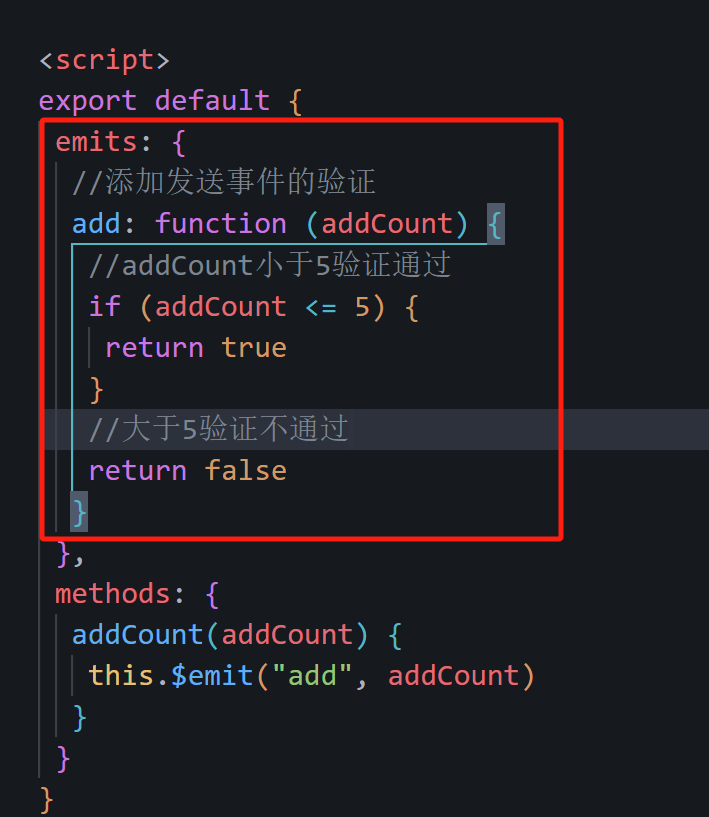 <script>
export default {
emits: {
//添加发送事件的验证
add: function (addCount) {
//addCount小于5验证通过
if (addCount <= 5) {
return true
}
//大于5验证不通过
return false
}
},
methods: {
addCount(addCount) {
this.$emit("add", addCount)
}
}
}